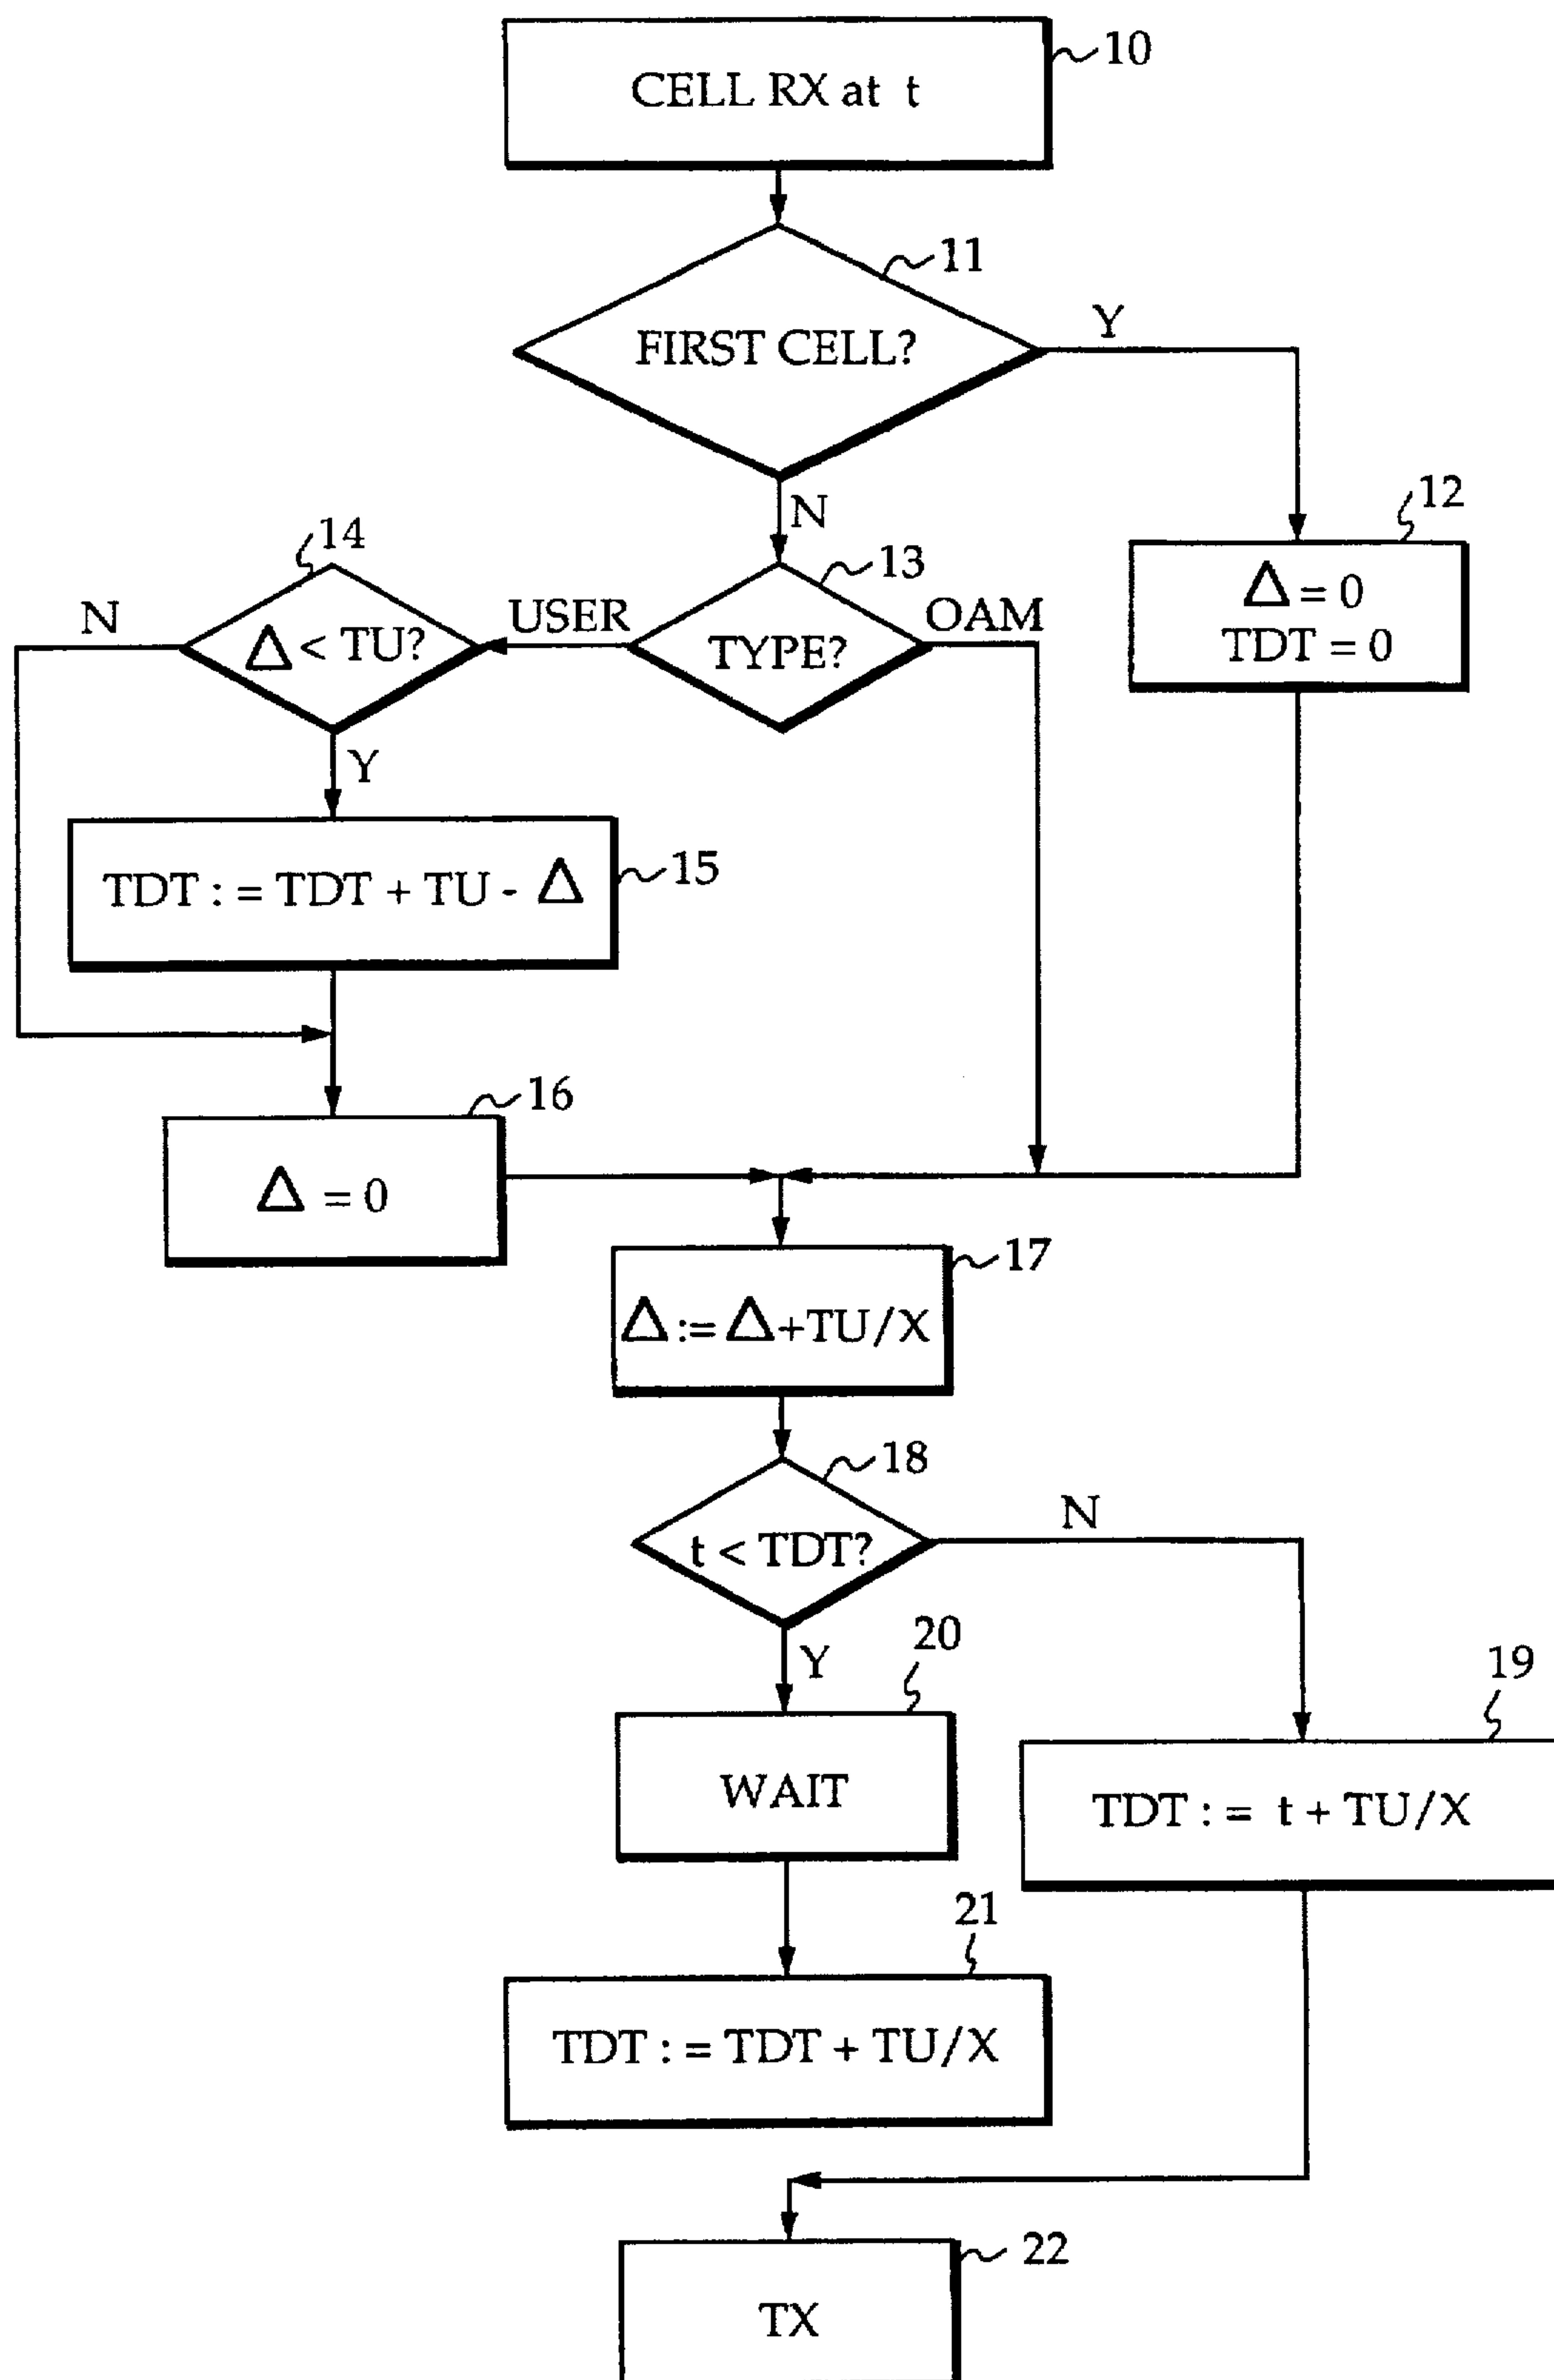 10
CELL RX at t
11
FIRST CELL?
Y
N
12
Δ = 0
TDT = 0
13
TYPE?
USER
OAM
14
Δ < TU?
N
Y
15
TDT : = TDT + TU - Δ
16
Δ = 0
17
Δ := Δ+TU/X
18
t < TDT?
N
Y
20
WAIT
19
TDT : = t + TU/X
21
TDT : = TDT + TU/X
22
TX